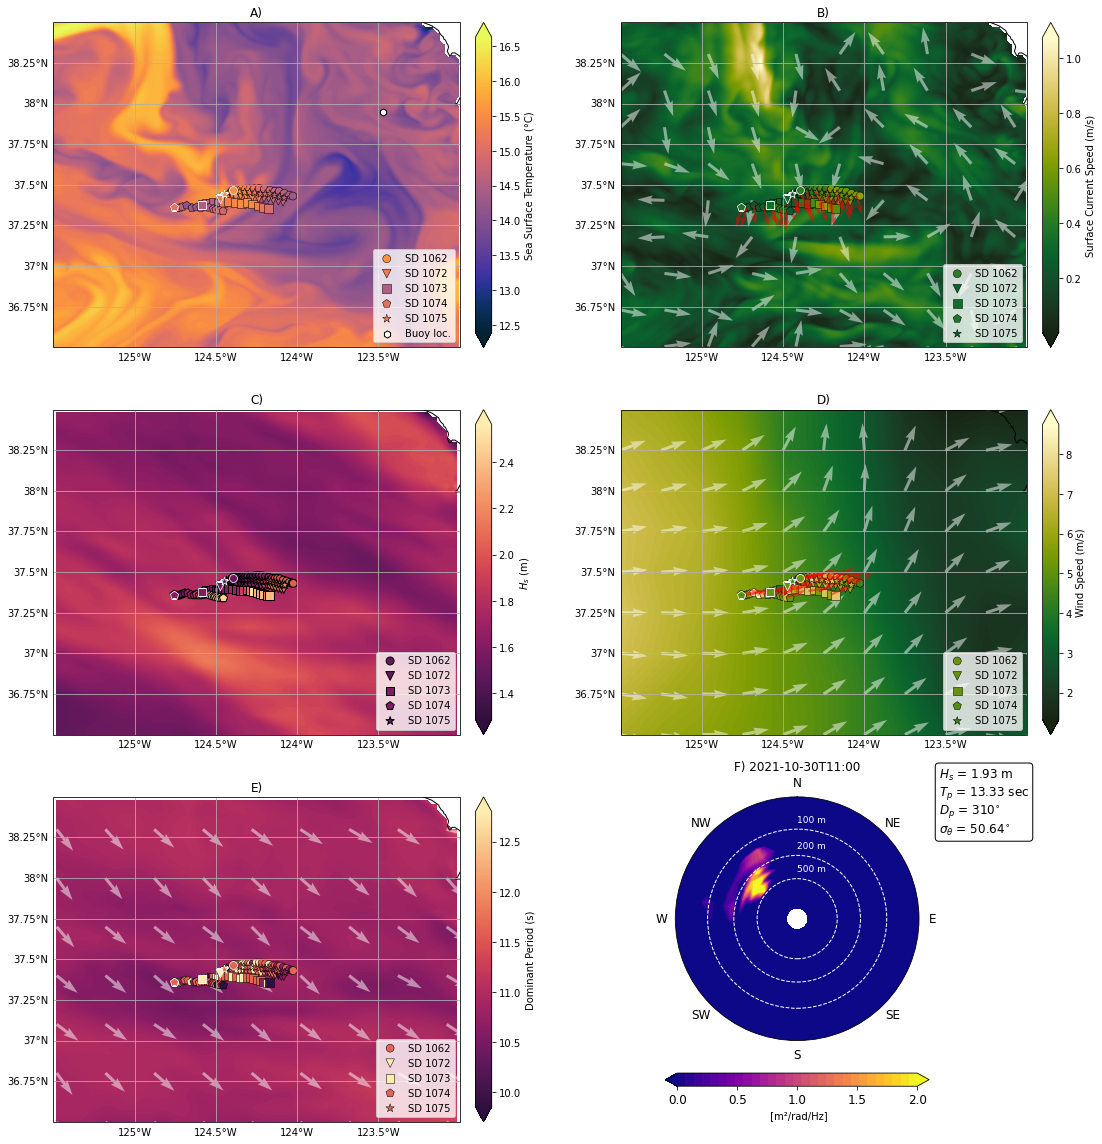 A)
38.25°N
38°N
37.75°N
37.5°N
37.25°N
37°N
36.75°N
125°W
124.5°W
124°W
123.5°W
SD 1062
SD 1072
SD 1073
SD 1074
SD 1075
Buoy loc.
16.5
16.0
15.5
15.0
14.5
14.0
13.5
13.0
12.5
Sea Surface Temperature (°C)
B)
38.25°N
38°N
37.75°N
37.5°N
37.25°N
37°N
36.75°N
125°W
124.5°W
124°W
123.5°W
SD 1062
SD 1072
SD 1073
SD 1074
SD 1075
1.0
0.8
0.6
0.4
0.2
Surface Current Speed (m/s)
C)
38.25°N
38°N
37.75°N
37.5°N
37.25°N
37°N
36.75°N
125°W
124.5°W
124°W
123.5°W
SD 1062
SD 1072
SD 1073
SD 1074
SD 1075
2.4
2.2
2.0
1.8
1.6
1.4
Hs (m)
D)
38.25°N
38°N
37.75°N
37.5°N
37.25°N
37°N
36.75°N
125°W
124.5°W
124°W
123.5°W
SD 1062
SD 1072
SD 1073
SD 1074
SD 1075
8
7
6
5
4
3
2
Wind Speed (m/s)
E)
38.25°N
38°N
37.75°N
37.5°N
37.25°N
37°N
36.75°N
125°W
124.5°W
124°W
123.5°W
SD 1062
SD 1072
SD 1073
SD 1074
SD 1075
12.5
12.0
11.5
11.0
10.5
10.0
Dominant Period (s)
F) 2021-10-30T11:00
N
NE
E
SE
S
SW
W
NW
100 m
200 m
500 m
Hs = 1.93 m
Tp = 13.33 sec
Dp = 310°
σθ = 50.64°
0.0
0.5
1.0
1.5
2.0
[m²/rad/Hz]